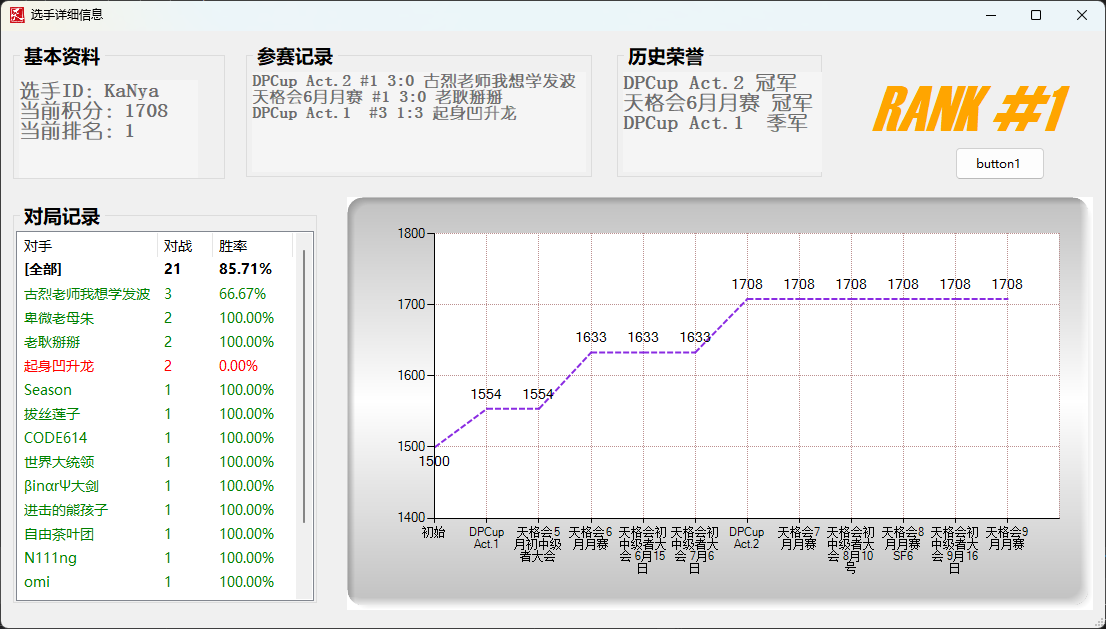 选手详细信息
基本资料
选手ID: KaNya
当前积分: 1708
当前排名: 1
参赛记录
DPCup Act.2 #1 3:0 古烈老师我想学发波
天格会6月月赛 #1 3:0 老耿掰掰
DPCup Act.1  #3 1:3 起身凹升龙
历史荣誉
DPCup Act.2 冠军
天格会6月月赛 冠军
DPCup Act.1  季军
RANK #1
button1
对局记录
对手 对战 胜率
[全部] 21 85.71%
古烈老师我想学发波 3 66.67%
卑微老母朱 2 100.00%
老耿掰掰 2 100.00%
起身凹升龙 2 0.00%
Season 1 100.00%
拔丝莲子 1 100.00%
CODE614 1 100.00%
世界大统领 1 100.00%
βinαrΨ大剑 1 100.00%
进击的熊孩子 1 100.00%
自由茶叶团 1 100.00%
N111ng 1 100.00%
omi 1 100.00%
1800
1700
1600
1500
1400
1500
1554
1554
1633
1633
1633
1708
1708
1708
1708
1708
1708
初始
DPCup
Act.1
天格会5
月初中级
者大会
天格会6
月月赛
天格会初
中级者大
会 6月15
日
天格会初
中级者大
会 7月6
日
DPCup
Act.2
天格会7
月月赛
天格会初
中级者大
会 8月10
号
天格会8
月月赛
SF6
天格会初
中级者大
会 9月16
日
天格会9
月月赛